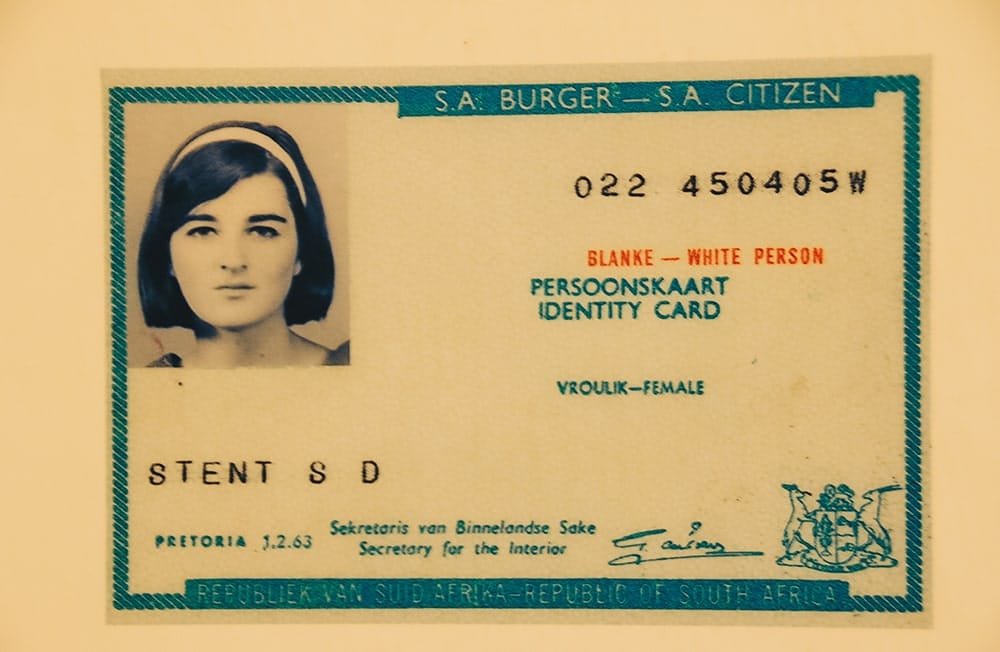 S.A. BURGER — S.A. CITIZEN
022 450405W
BLANKE — WHITE PERSON
PERSOONSKAART
IDENTITY CARD
VROULIK—FEMALE
STENT S D
PRETORIA 1.2.63
Sekretaris van Binnelandse Sake
Secretary for the Interior
REPUBLIEK VAN SUID AFRIKA—REPUBLIC OF SOUTH AFRICA